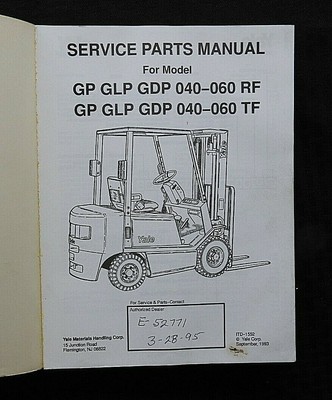 SERVICE PARTS MANUAL
For Model
GP GLP GDP 040-060 RF
GP GLP GDP 040-060 TF
Yale
For Service & Parts-Contact
Authorized Dealer
E-52771
3-28-95
Yale Materials Handling Corp.
15 Junction Road
Flemington, NJ 08822
ITD-1592
© Yale Corp.
September, 1993